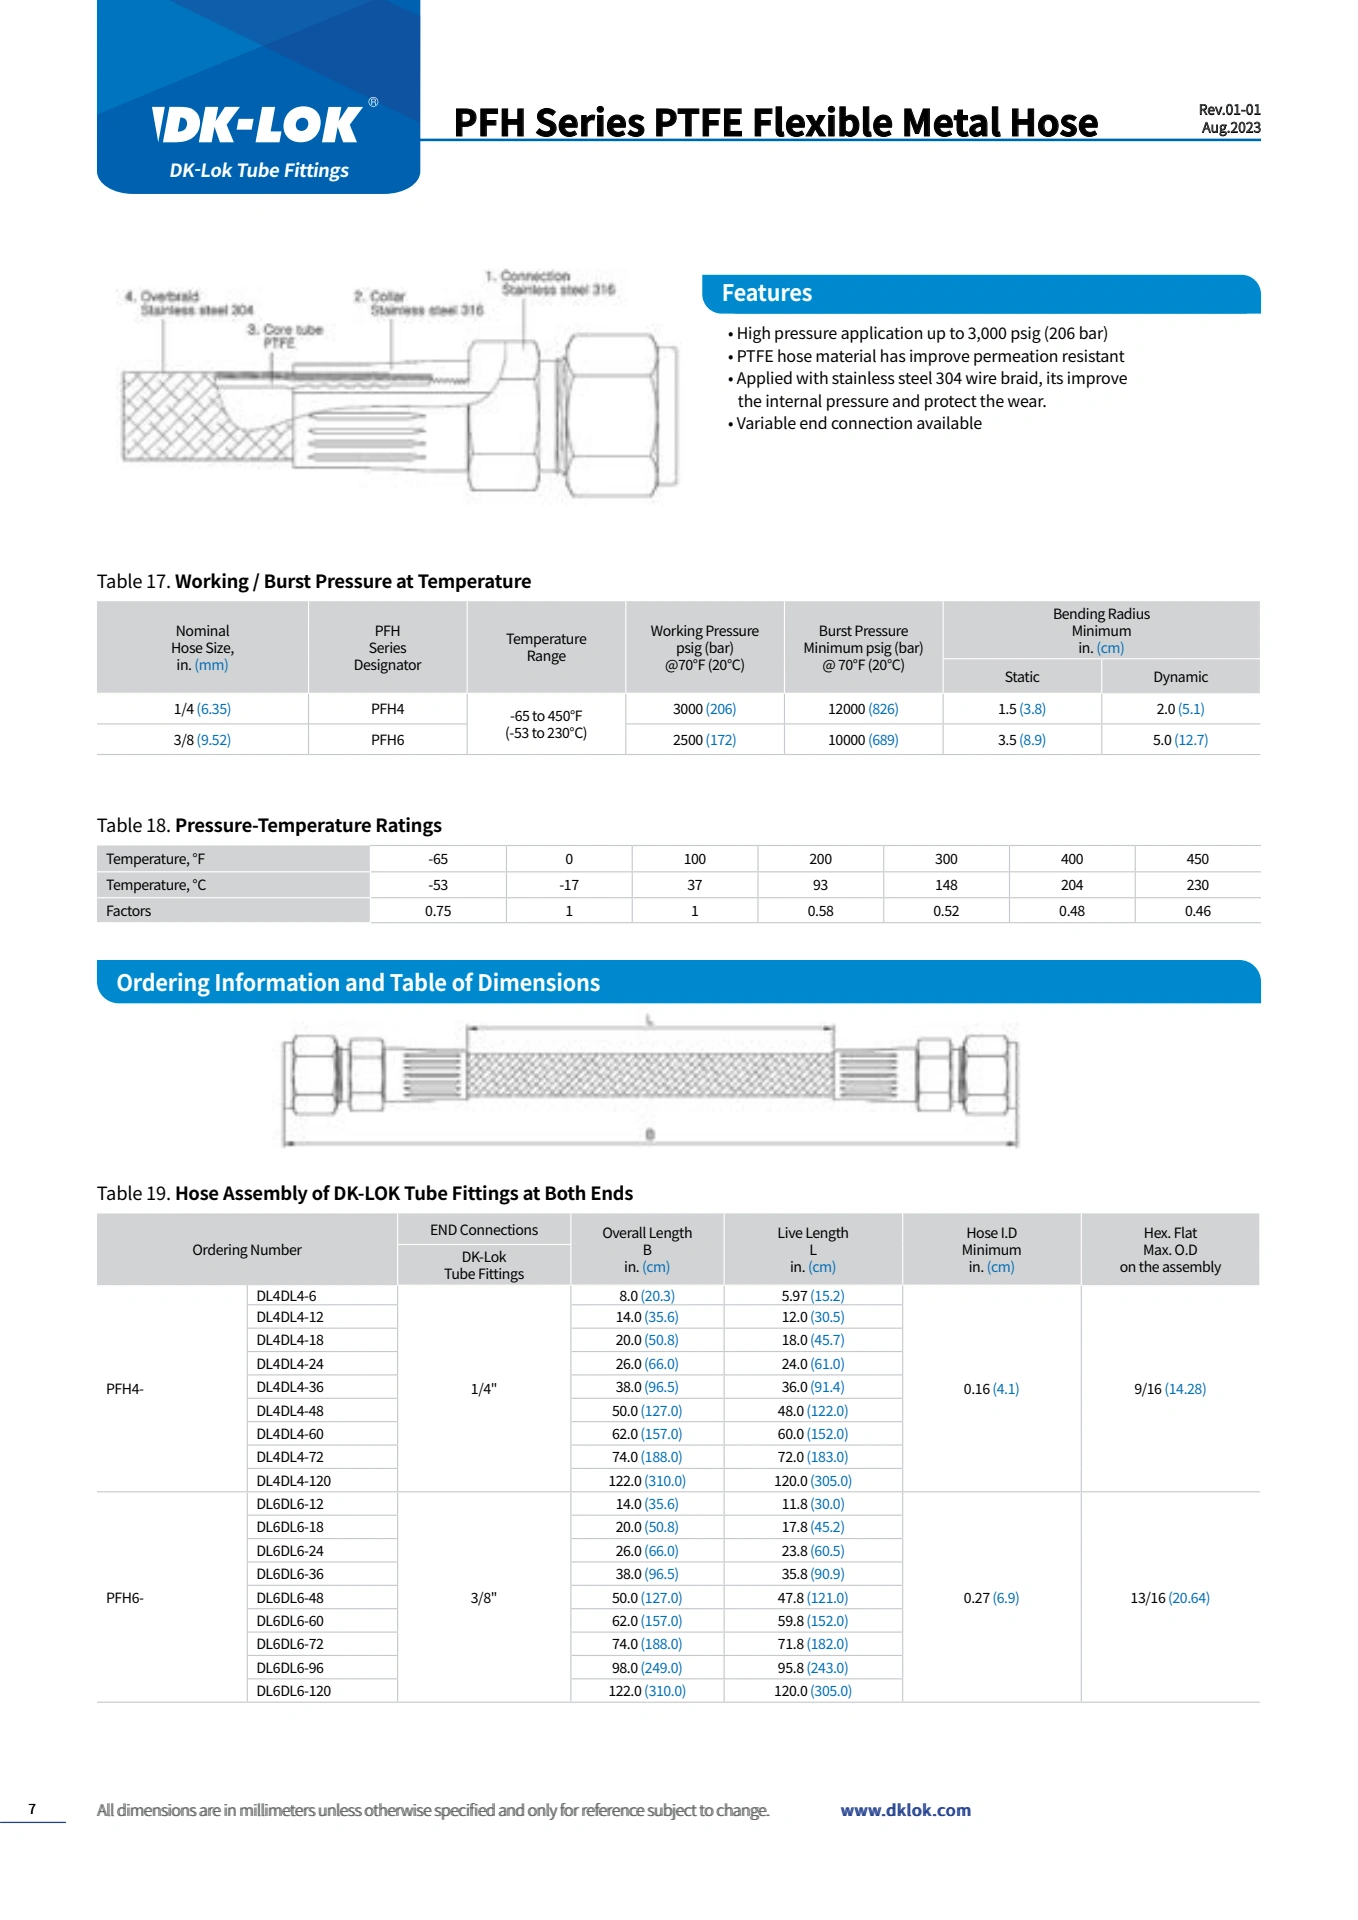 DK-LOK®
DK-Lok Tube Fittings
PFH Series PTFE Flexible Metal Hose
Rev.01-01
Aug.2023
1. Connection
Stainless steel 316
4. Overbraid
Stainless steel 304
2. Collar
Stainless steel 316
3. Core tube
PTFE
Features
• High pressure application up to 3,000 psig (206 bar)
• PTFE hose material has improve permeation resistant
• Applied with stainless steel 304 wire braid, its improve
the internal pressure and protect the wear.
• Variable end connection available
Table 17. Working / Burst Pressure at Temperature
Nominal
Hose Size,
in. (mm)
PFH
Series
Designator
Temperature
Range
Working Pressure
psig (bar)
@70°F (20°C)
Burst Pressure
Minimum psig (bar)
@ 70°F (20°C)
Bending Radius
Minimum
in. (cm)
Static
Dynamic
1/4 (6.35) PFH4 -65 to 450°F 3000 (206) 12000 (826) 1.5 (3.8) 2.0 (5.1)
3/8 (9.52) PFH6 (-53 to 230°C) 2500 (172) 10000 (689) 3.5 (8.9) 5.0 (12.7)
Table 18. Pressure-Temperature Ratings
Temperature, °F -65 0 100 200 300 400 450
Temperature, °C -53 -17 37 93 148 204 230
Factors 0.75 1 1 0.58 0.52 0.48 0.46
Ordering Information and Table of Dimensions
L
B
Table 19. Hose Assembly of DK-LOK Tube Fittings at Both Ends
Ordering Number
END Connections
DK-Lok
Tube Fittings
Overall Length
B
in. (cm)
Live Length
L
in. (cm)
Hose I.D
Minimum
in. (cm)
Hex. Flat
Max. O.D
on the assembly
DL4DL4-6 8.0 (20.3) 5.97 (15.2)
DL4DL4-12 14.0 (35.6) 12.0 (30.5)
DL4DL4-18 20.0 (50.8) 18.0 (45.7)
DL4DL4-24 26.0 (66.0) 24.0 (61.0)
PFH4- DL4DL4-36 1/4" 38.0 (96.5) 36.0 (91.4) 0.16 (4.1) 9/16 (14.28)
DL4DL4-48 50.0 (127.0) 48.0 (122.0)
DL4DL4-60 62.0 (157.0) 60.0 (152.0)
DL4DL4-72 74.0 (188.0) 72.0 (183.0)
DL4DL4-120 122.0 (310.0) 120.0 (305.0)
DL6DL6-12 14.0 (35.6) 11.8 (30.0)
DL6DL6-18 20.0 (50.8) 17.8 (45.2)
DL6DL6-24 26.0 (66.0) 23.8 (60.5)
DL6DL6-36 38.0 (96.5) 35.8 (90.9)
PFH6- DL6DL6-48 3/8" 50.0 (127.0) 47.8 (121.0) 0.27 (6.9) 13/16 (20.64)
DL6DL6-60 62.0 (157.0) 59.8 (152.0)
DL6DL6-72 74.0 (188.0) 71.8 (182.0)
DL6DL6-96 98.0 (249.0) 95.8 (243.0)
DL6DL6-120 122.0 (310.0) 120.0 (305.0)
7
All dimensions are in millimeters unless otherwise specified and only for reference subject to change.
www.dklok.com